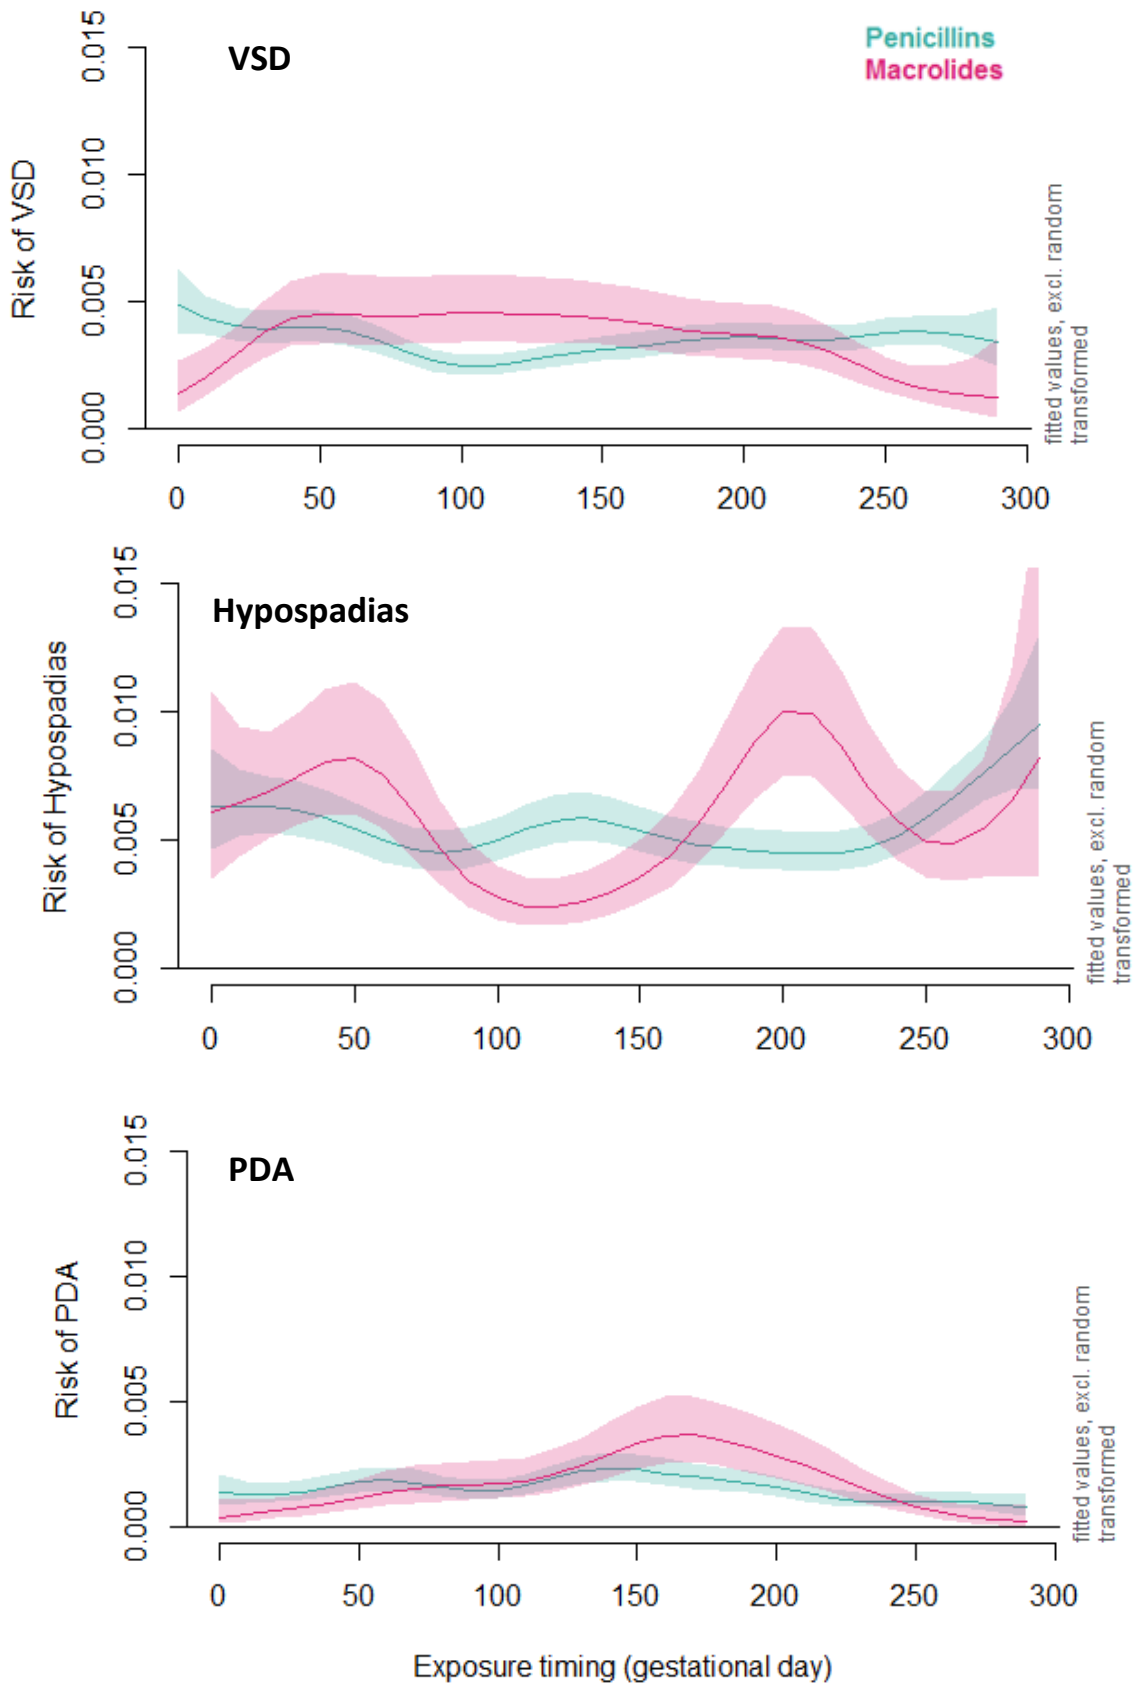 VSD
Penicillins
Macrolides
Risk of VSD
0.015
0.010
0.005
0.000
0 50 100 150 200 250 300
fitted values, excl. random
transformed
Hypospadias
Risk of Hypospadias
0.015
0.010
0.005
0.000
0 50 100 150 200 250 300
fitted values, excl. random
transformed
PDA
Risk of PDA
0.015
0.010
0.005
0.000
0 50 100 150 200 250 300
fitted values, excl. random
transformed
Exposure timing (gestational day)